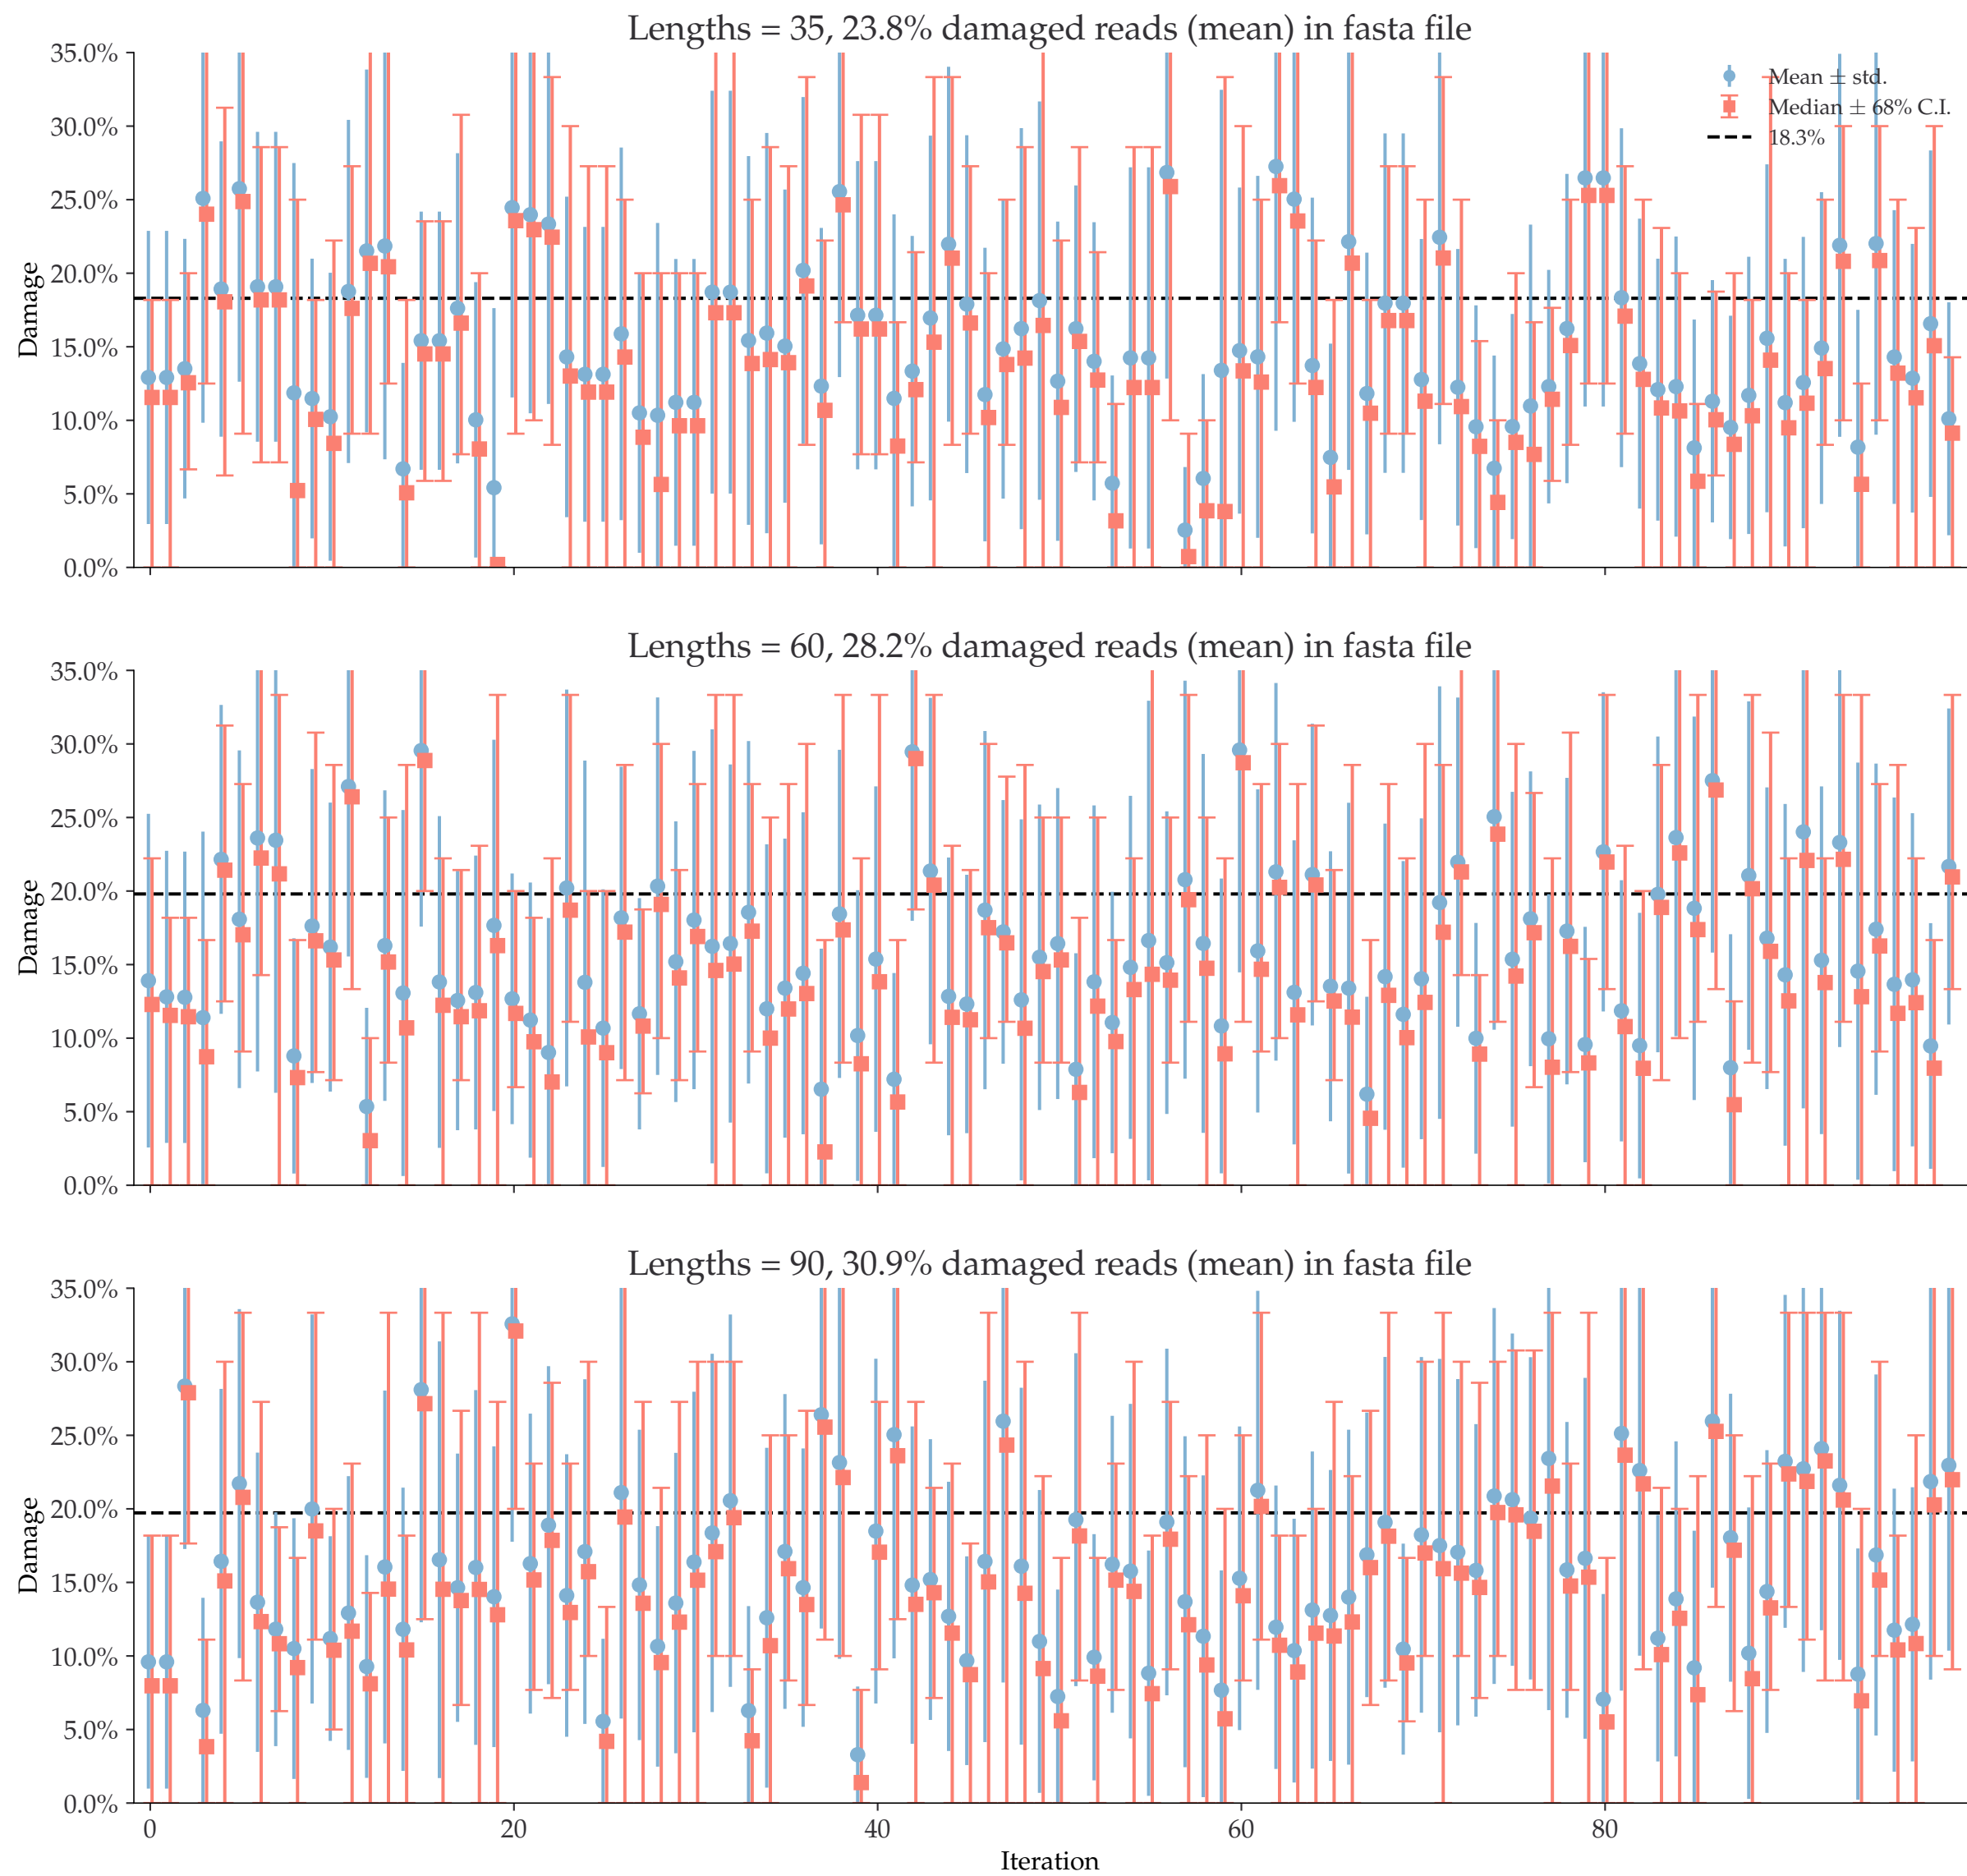 Lengths = 35, 23.8% damaged reads (mean) in fasta file
35.0%
30.0%
25.0%
20.0%
15.0%
10.0%
5.0%
0.0%
Damage
Mean ± std.
Median ± 68% C.I.
18.3%
Lengths = 60, 28.2% damaged reads (mean) in fasta file
35.0%
30.0%
25.0%
20.0%
15.0%
10.0%
5.0%
0.0%
Damage
Lengths = 90, 30.9% damaged reads (mean) in fasta file
35.0%
30.0%
25.0%
20.0%
15.0%
10.0%
5.0%
0.0%
Damage
0 20 40 60 80
Iteration